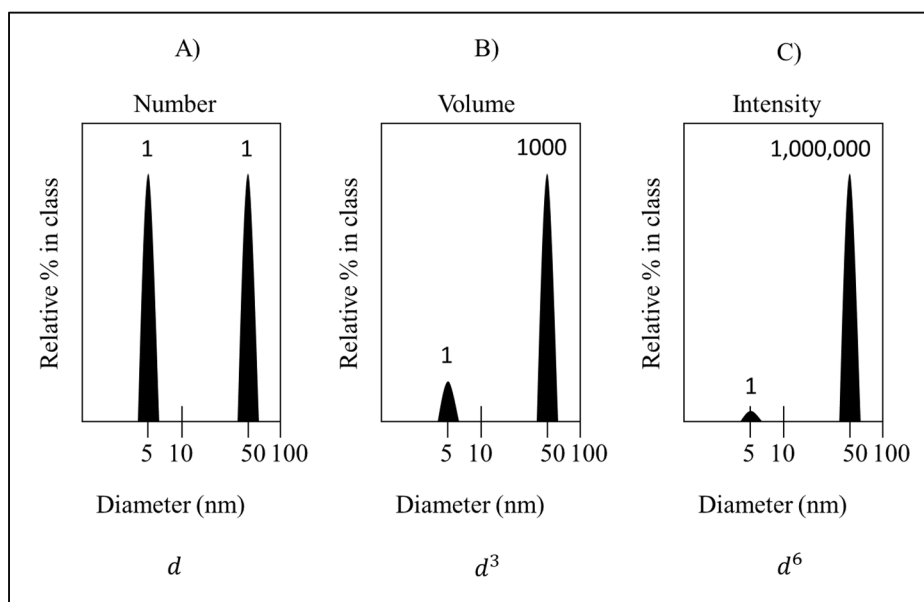 A)
Number
1 1
Relative % in class
5 10 50 100
Diameter (nm)
d
B)
Volume
1 1000
Relative % in class
5 10 50 100
Diameter (nm)
d³
C)
Intensity
1 1,000,000
Relative % in class
5 10 50 100
Diameter (nm)
d⁶